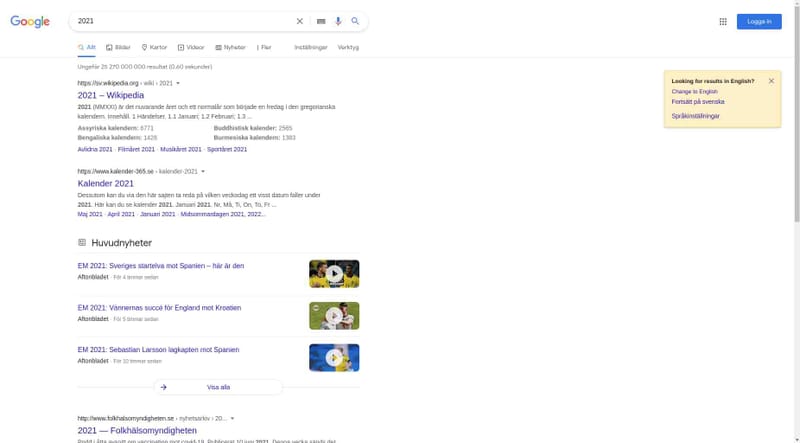 Google
2021
Logga in
Allt
Bilder
Kartor
Videor
Nyheter
Fler
Inställningar
Verktyg
Ungefär 25 270 000 000 resultat (0,60 sekunder)
https://sv.wikipedia.org › wiki › 2021
2021 – Wikipedia
2021 (MMXXI) är det nuvarande året och ett normalår som började en fredag i den gregorianska
kalendern. Innehåll. 1 Händelser. 1.1 Januari; 1.2 Februari; 1.3 ...
Assyriska kalendern: 6771
Buddhistisk kalender: 2565
Bengaliska kalendern: 1428
Burmesiska kalendern: 1383
Avlidna 2021 · Filmåret 2021 · Musikåret 2021 · Sportåret 2021
https://www.kalender-365.se › kalender-2021
Kalender 2021
Dessutom kan du via den här sajten ta reda på vilken veckodag ett visst datum faller under
2021. Här kan du se kalender 2021. Januari 2021. Nr, Må, Ti, On, To, Fr ...
Maj 2021 · April 2021 · Januari 2021 · Midsommardagen 2021, 2022...
Huvudnyheter
EM 2021: Sveriges startelva mot Spanien – här är den
Aftonbladet · För 4 timmar sedan
EM 2021: Vännernas succé för England mot Kroatien
Aftonbladet · För 5 timmar sedan
EM 2021: Sebastian Larsson lagkapten mot Spanien
Aftonbladet · För 10 timmar sedan
Visa alla
http://www.folkhalsomyndigheten.se › nyhetsarkiv › 20...
2021 — Folkhälsomyndigheten
Looking for results in English?
Change to English
Fortsätt på svenska
Språkinställningar